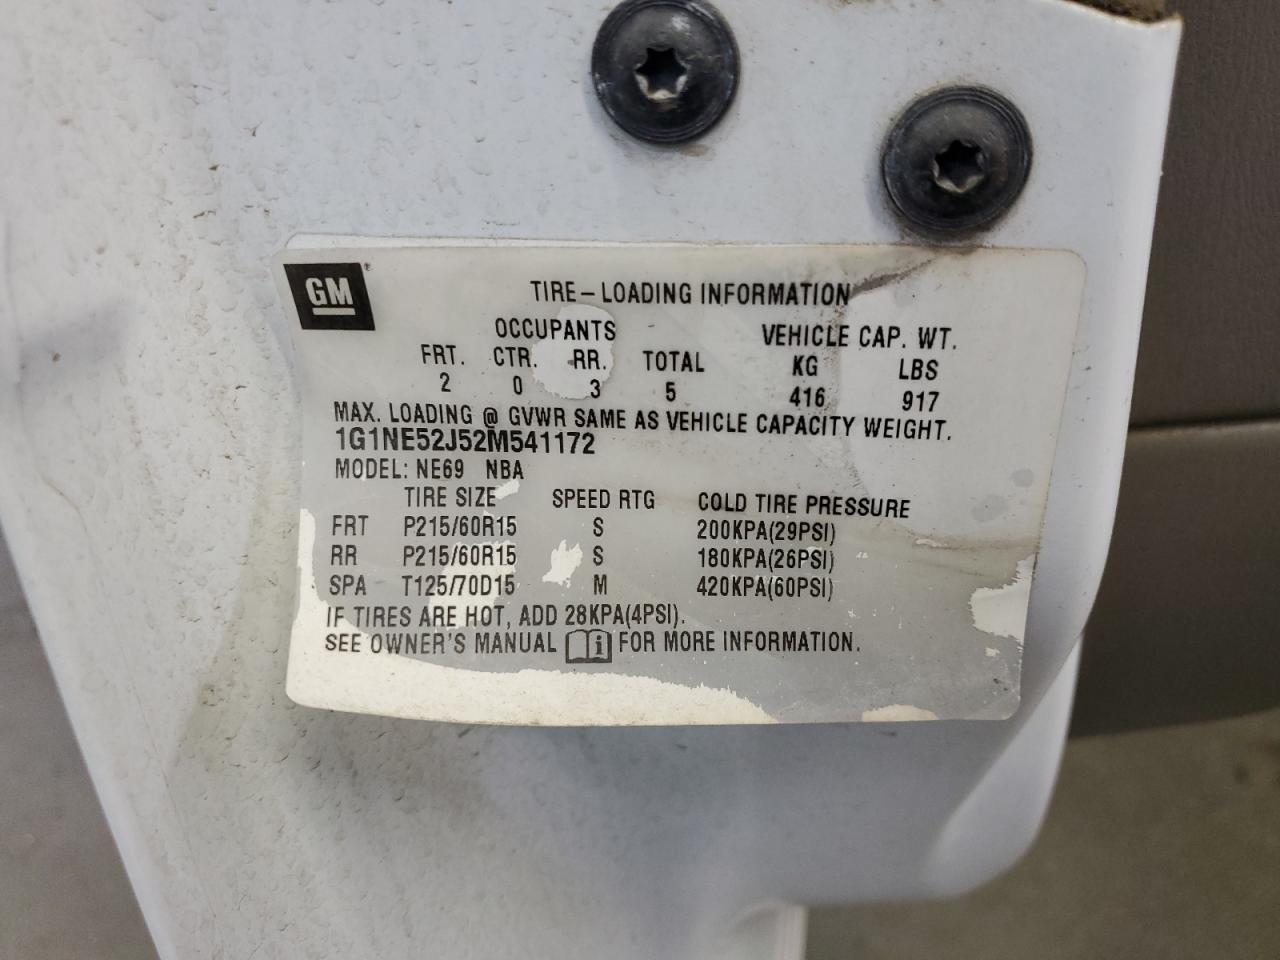 GM
TIRE-LOADING INFORMATION
OCCUPANTS VEHICLE CAP. WT.
FRT. CTR. RR. TOTAL KG LBS
2 0 3 5 416 917
MAX. LOADING @ GVWR SAME AS VEHICLE CAPACITY WEIGHT.
1G1NE52J52M541172
MODEL: NE69 NBA
TIRE SIZE SPEED RTG COLD TIRE PRESSURE
FRT P215/60R15 S 200KPA(29PSI)
RR P215/60R15 S 180KPA(26PSI)
SPA T125/70D15 M 420KPA(60PSI)
IF TIRES ARE HOT, ADD 28KPA(4PSI).
SEE OWNER'S MANUAL i FOR MORE INFORMATION.